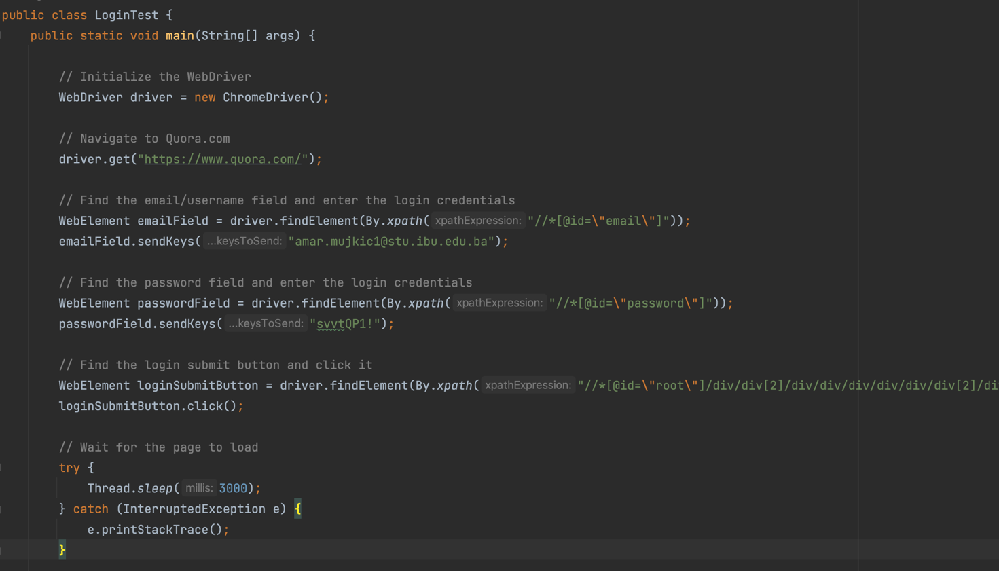 public class LoginTest {
public static void main(String[] args) {
// Initialize the WebDriver
WebDriver driver = new ChromeDriver();
// Navigate to Quora.com
driver.get("https://www.quora.com/");
// Find the email/username field and enter the login credentials
WebElement emailField = driver.findElement(By.xpath( xpathExpression: "//*[@id=\"email\"]"));
emailField.sendKeys( ...keysToSend: "amar.mujkic1@stu.ibu.edu.ba");
// Find the password field and enter the login credentials
WebElement passwordField = driver.findElement(By.xpath( xpathExpression: "//*[@id=\"password\"]"));
passwordField.sendKeys( ...keysToSend: "svvtQP1!");
// Find the login submit button and click it
WebElement loginSubmitButton = driver.findElement(By.xpath( xpathExpression: "//*[@id=\"root\"]/div/div[2]/div/div/div/div/div/div[2]/di
loginSubmitButton.click();
// Wait for the page to load
try {
Thread.sleep( millis: 3000);
} catch (InterruptedException e) {
e.printStackTrace();
}